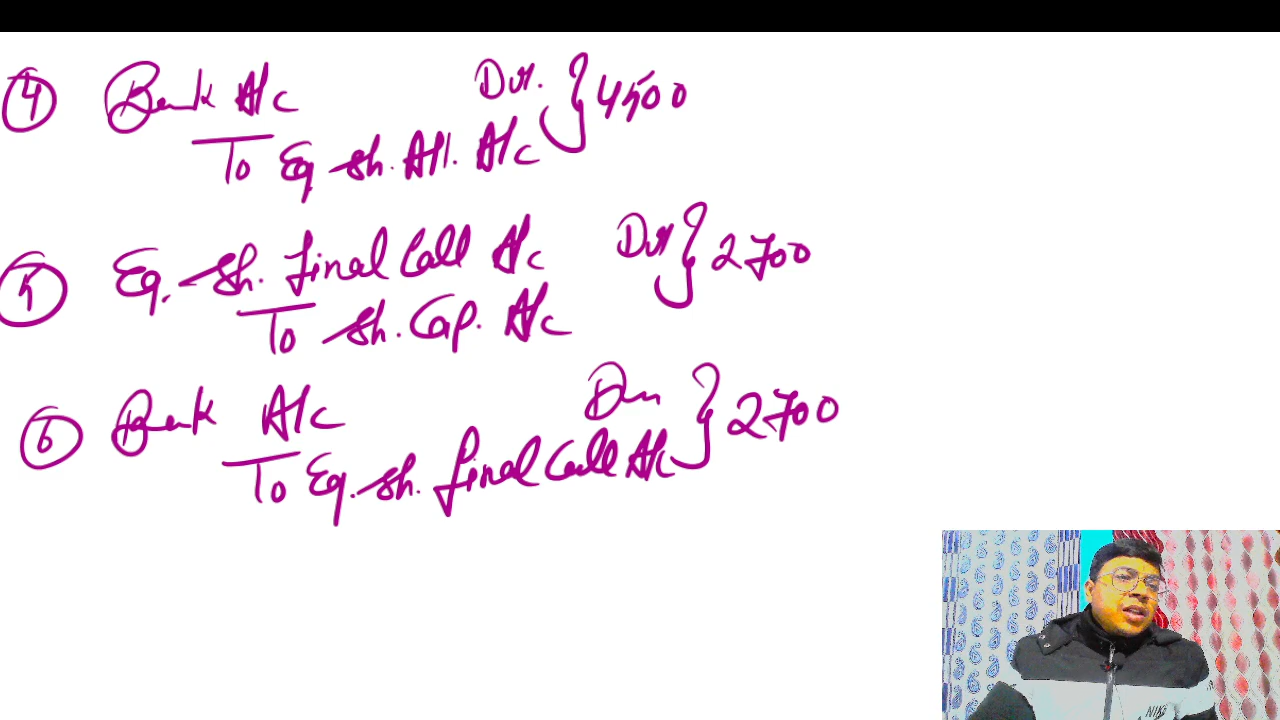 4 Bank A/c Dr. } 4500
To Eq. Sh. All. A/c
5 Eq. Sh. Final Call A/c Dr } 2700
To Sh. Cap. A/c
6 Bank A/c Dr } 2700
To Eq. Sh. Final Call A/c
NIKE